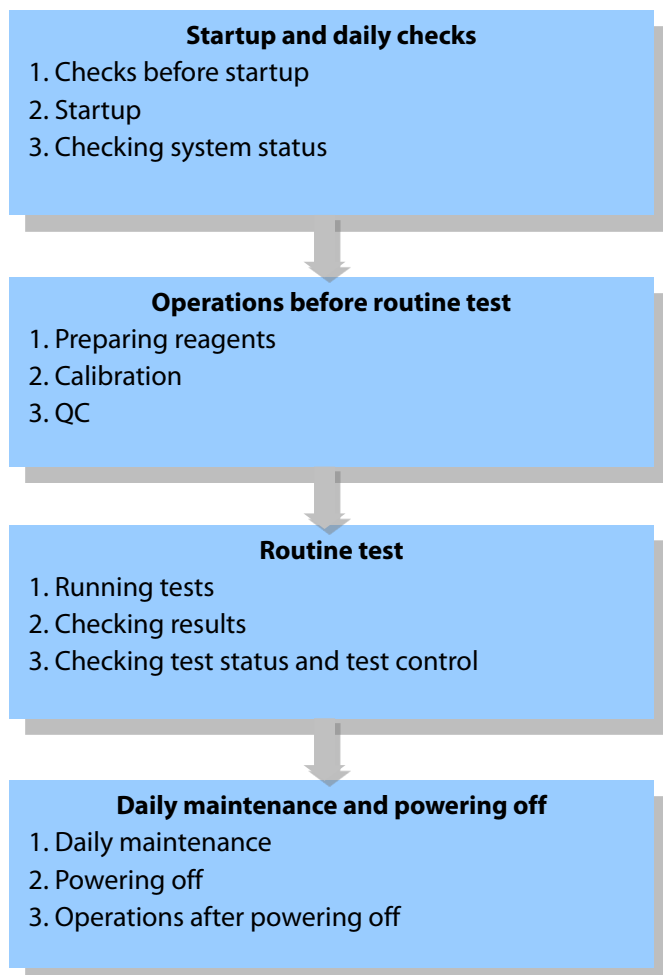 Startup and daily checks
1. Checks before startup
2. Startup
3. Checking system status
Operations before routine test
1. Preparing reagents
2. Calibration
3. QC
Routine test
1. Running tests
2. Checking results
3. Checking test status and test control
Daily maintenance and powering off
1. Daily maintenance
2. Powering off
3. Operations after powering off